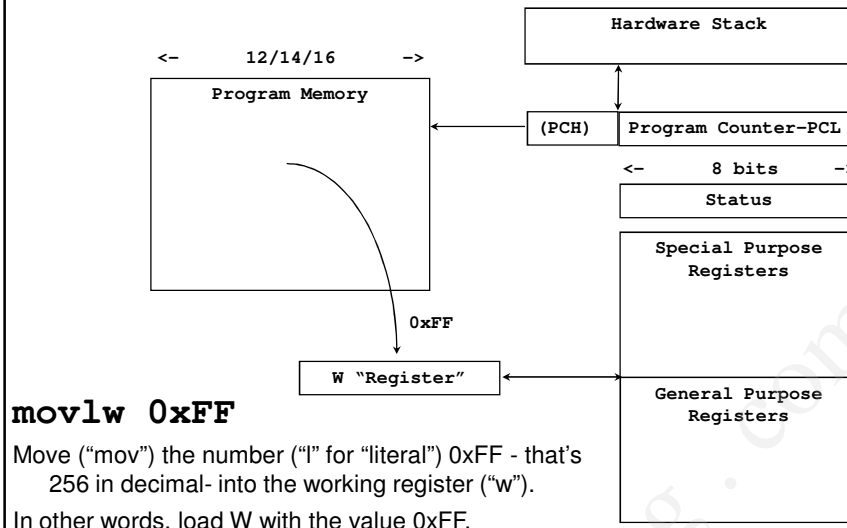 Hardware Stack
<- 12/14/16 ->
Program Memory
(PCH) Program Counter-PCL
<- 8 bits
Status
Special Purpose
Registers
0xFF
W “Register”
General Purpose
Registers
movlw 0xFF
Move (“mov”) the number (“l” for “literal”) 0xFF - that’s
256 in decimal- into the working register (“w”).
In other words, load W with the value 0xFF.